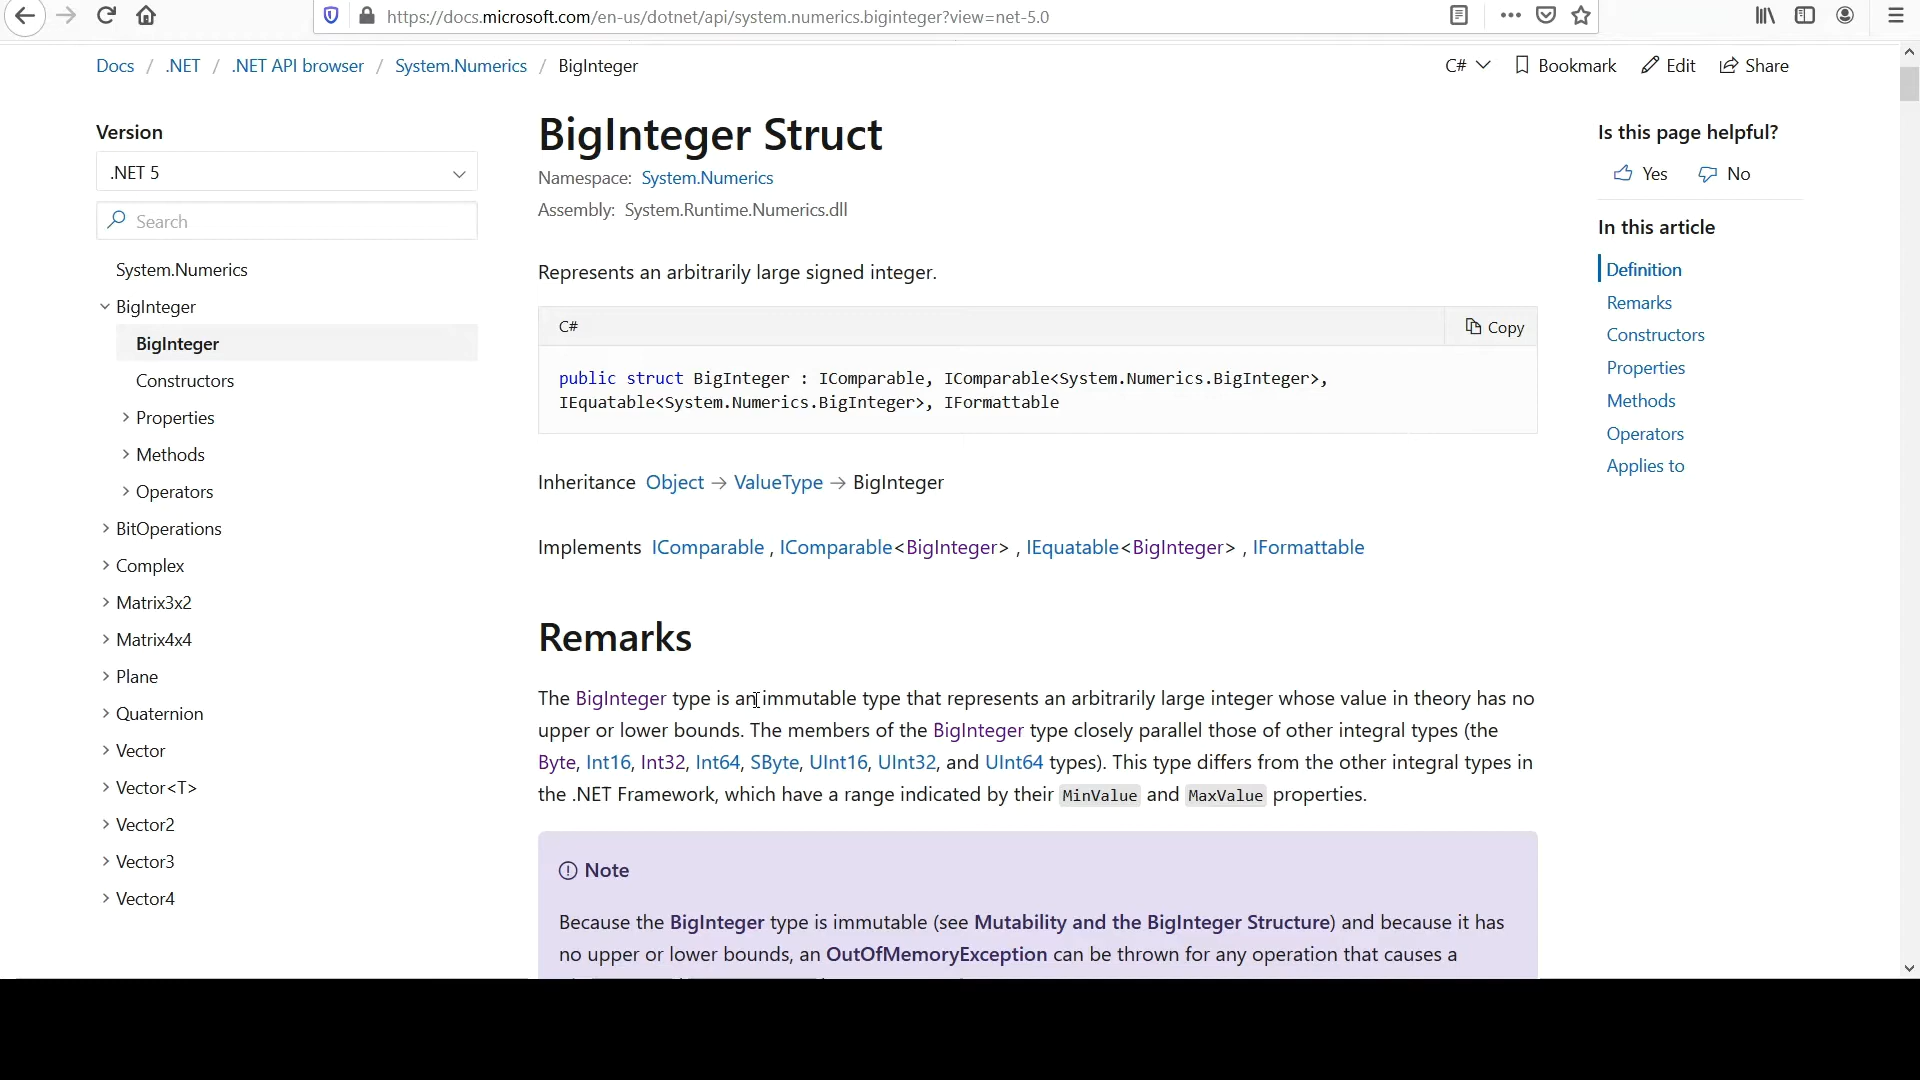 https://docs.microsoft.com/en-us/dotnet/api/system.numerics.biginteger?view=net-5.0
Docs / .NET / .NET API browser / System.Numerics / BigInteger
C# Bookmark Edit Share
Version
.NET 5
Search
System.Numerics
BigInteger
BigInteger
Constructors
Properties
Methods
Operators
BitOperations
Complex
Matrix3x2
Matrix4x4
Plane
Quaternion
Vector
Vector<T>
Vector2
Vector3
Vector4
BigInteger Struct
Namespace: System.Numerics
Assembly: System.Runtime.Numerics.dll
Represents an arbitrarily large signed integer.
C# Copy
public struct BigInteger : IComparable, IComparable<System.Numerics.BigInteger>,
IEquatable<System.Numerics.BigInteger>, IFormattable
Inheritance Object → ValueType → BigInteger
Implements IComparable , IComparable<BigInteger> , IEquatable<BigInteger> , IFormattable
Remarks
The BigInteger type is an immutable type that represents an arbitrarily large integer whose value in theory has no
upper or lower bounds. The members of the BigInteger type closely parallel those of other integral types (the
Byte, Int16, Int32, Int64, SByte, UInt16, UInt32, and UInt64 types). This type differs from the other integral types in
the .NET Framework, which have a range indicated by their MinValue and MaxValue properties.
Note
Because the BigInteger type is immutable (see Mutability and the BigInteger Structure) and because it has
no upper or lower bounds, an OutOfMemoryException can be thrown for any operation that causes a
Is this page helpful?
Yes No
In this article
Definition
Remarks
Constructors
Properties
Methods
Operators
Applies to